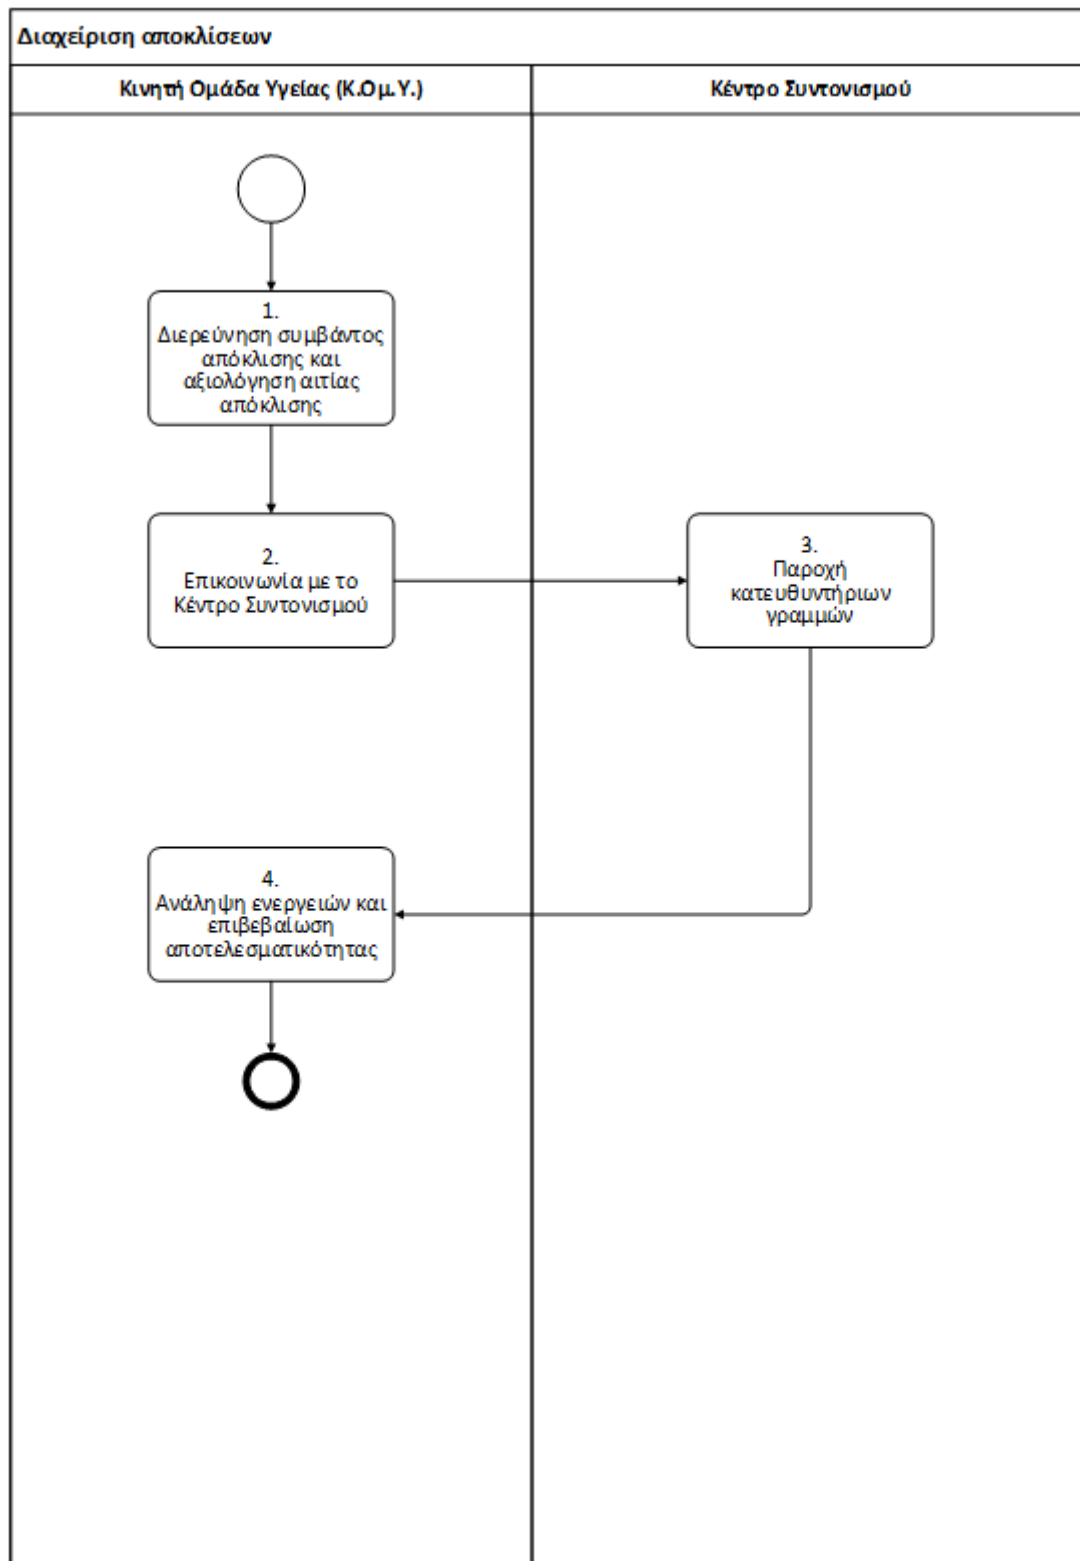 Διαχείριση αποκλίσεων
Κινητή Ομάδα Υγείας (Κ.Ομ.Υ.)
Κέντρο Συντονισμού
1.
Διερεύνηση συμβάντος
απόκλισης και
αξιολόγηση αιτίας
απόκλισης
2.
Επικοινωνία με το
Κέντρο Συντονισμού
3.
Παροχή
κατευθυντήριων
γραμμών
4.
Ανάληψη ενεργειών και
επιβεβαίωση
αποτελεσματικότητας